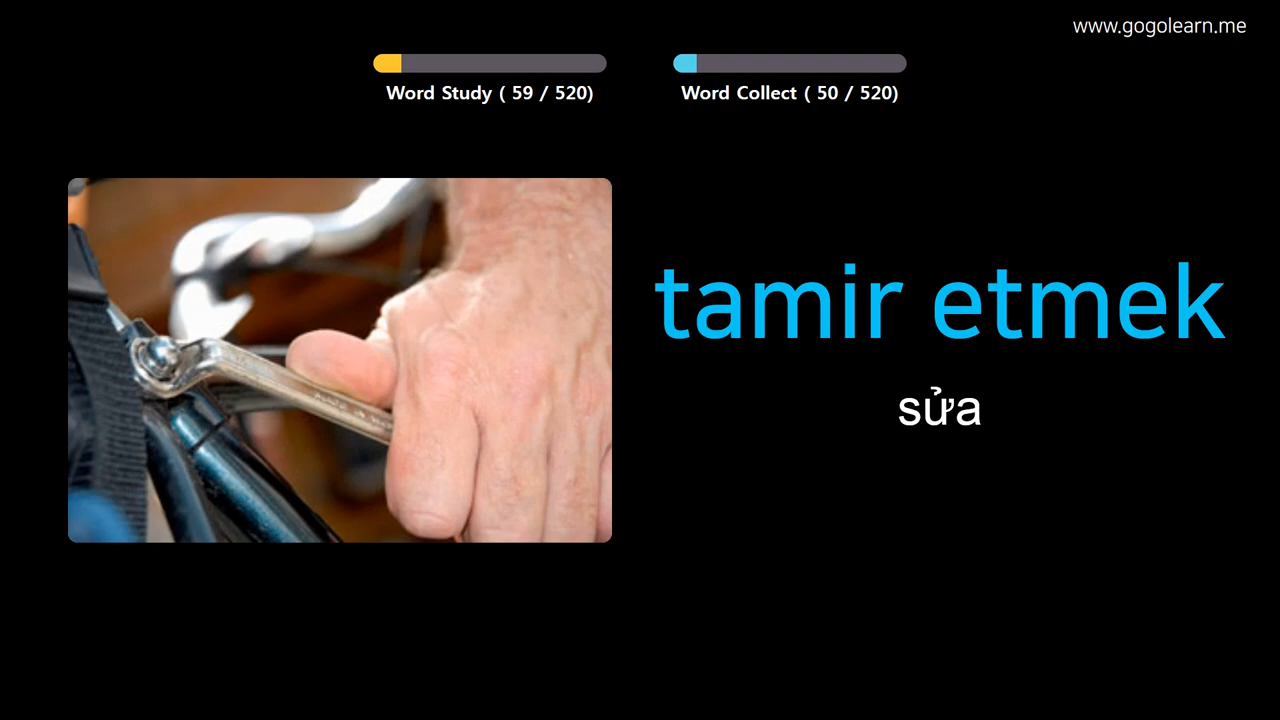 www.gogolearn.me
Word Study ( 59 / 520)
Word Collect ( 50 / 520)
tamir etmek
sửa